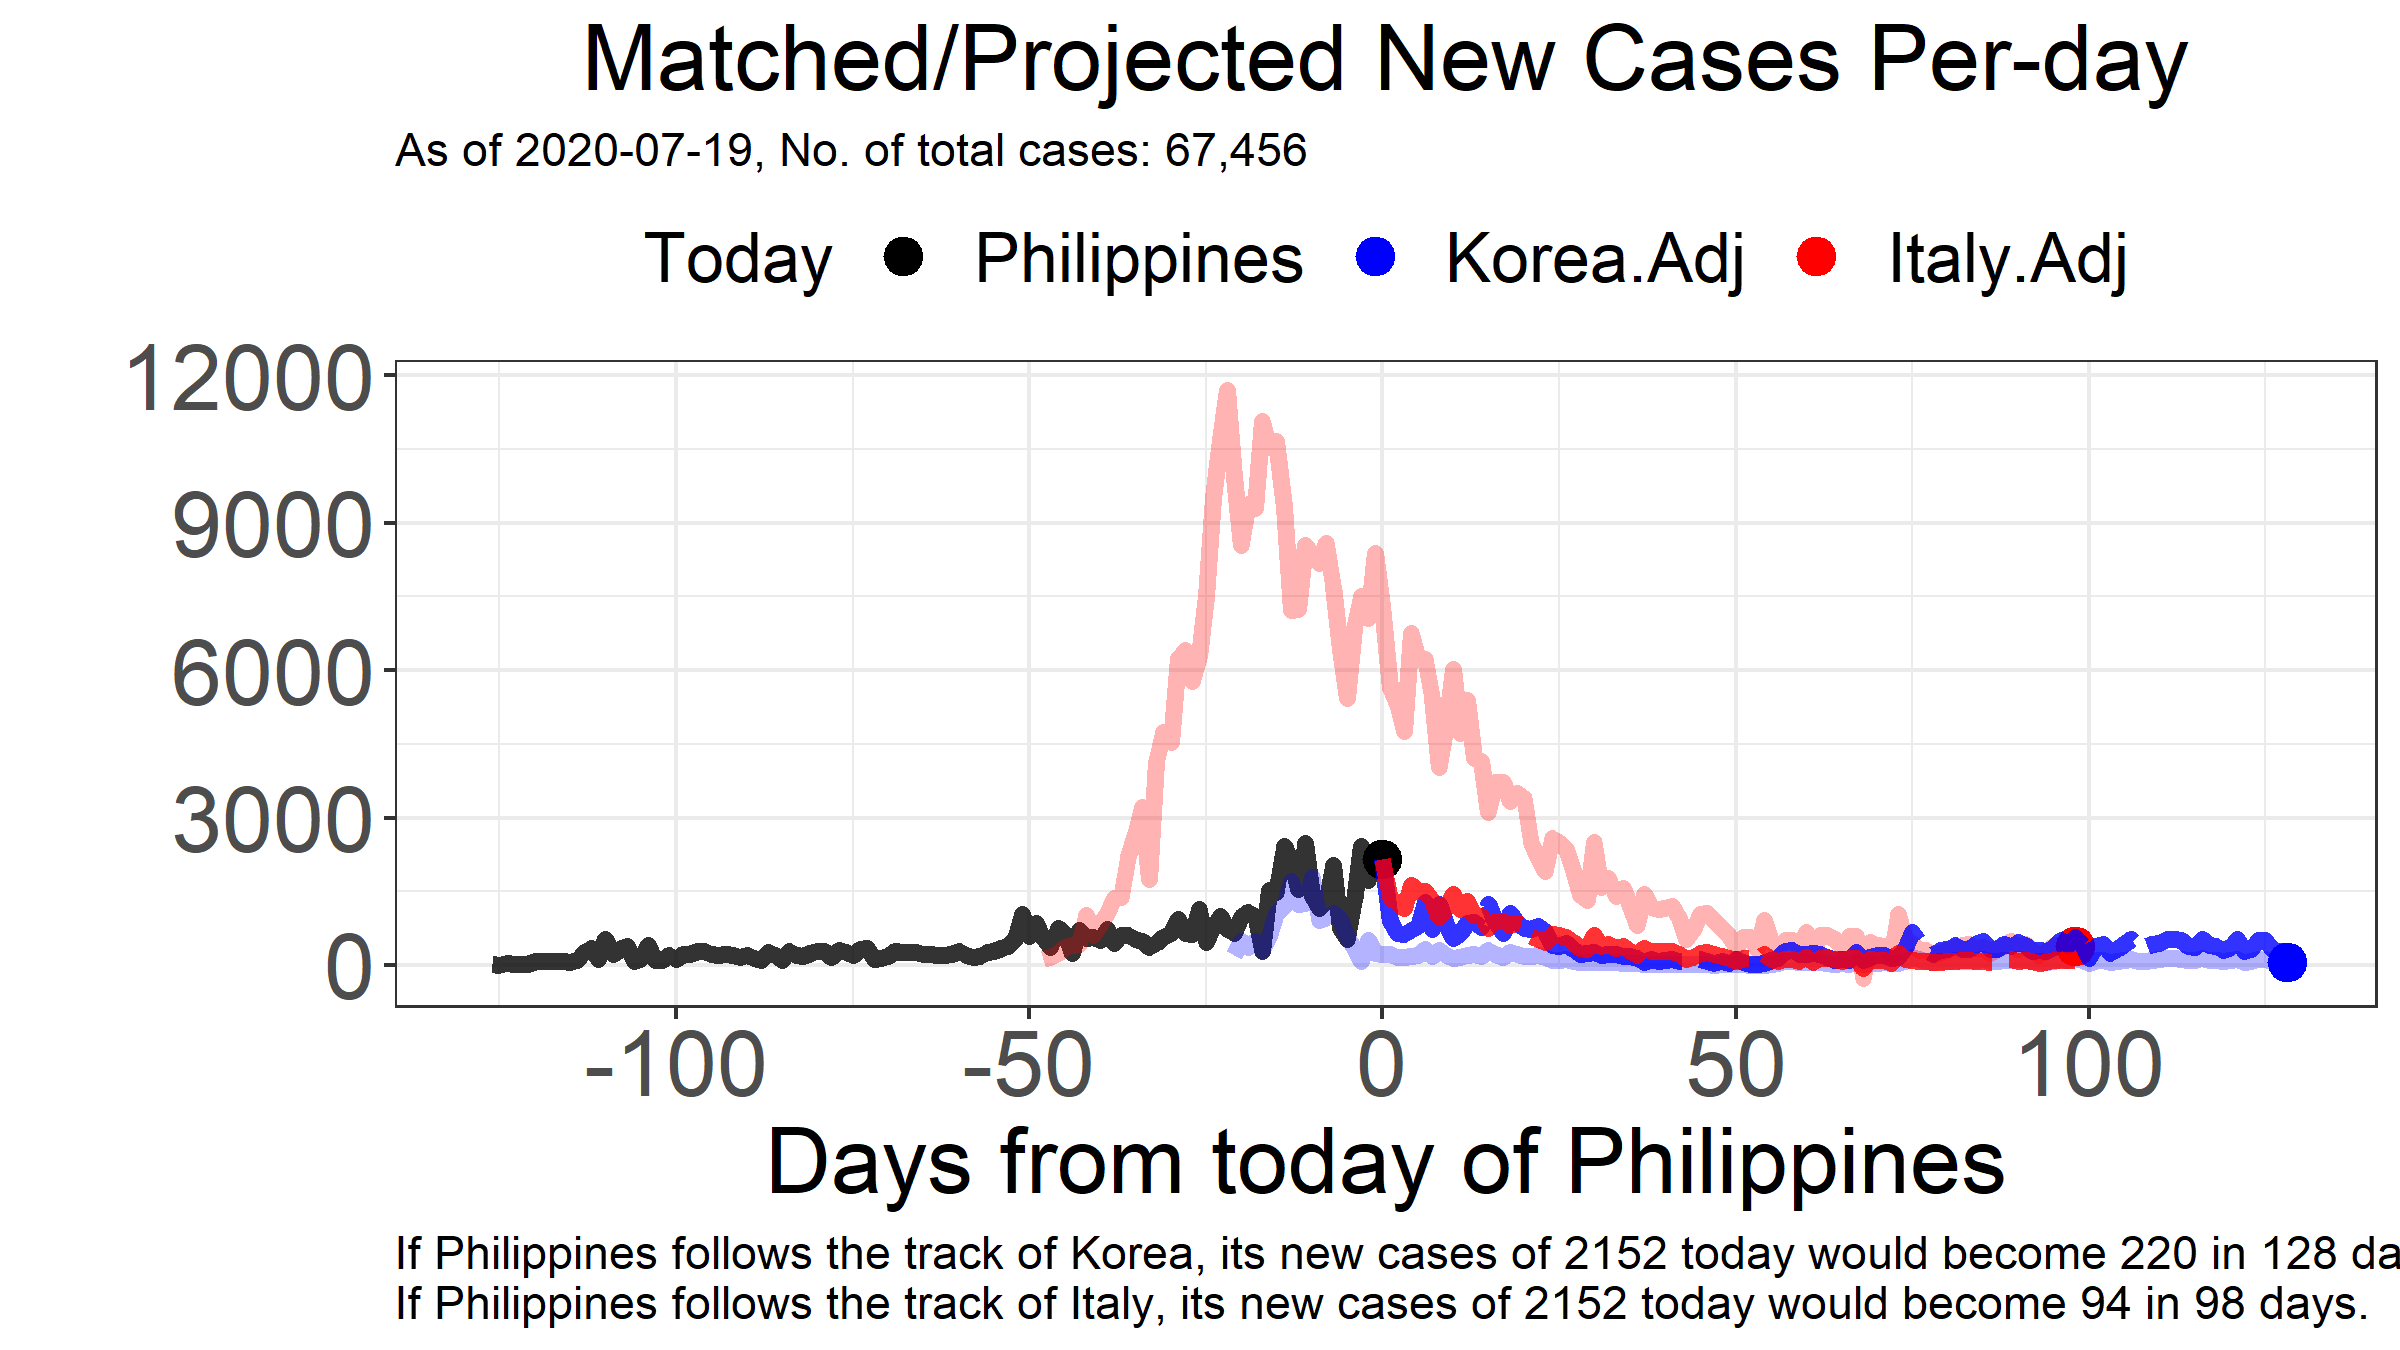 Matched/Projected New Cases Per-day
As of 2020-07-19, No. of total cases: 67,456
Today Philippines Korea.Adj Italy.Adj
12000
9000
6000
3000
0
-100 -50 0 50 100
Days from today of Philippines
If Philippines follows the track of Korea, its new cases of 2152 today would become 220 in 128 da
If Philippines follows the track of Italy, its new cases of 2152 today would become 94 in 98 days.